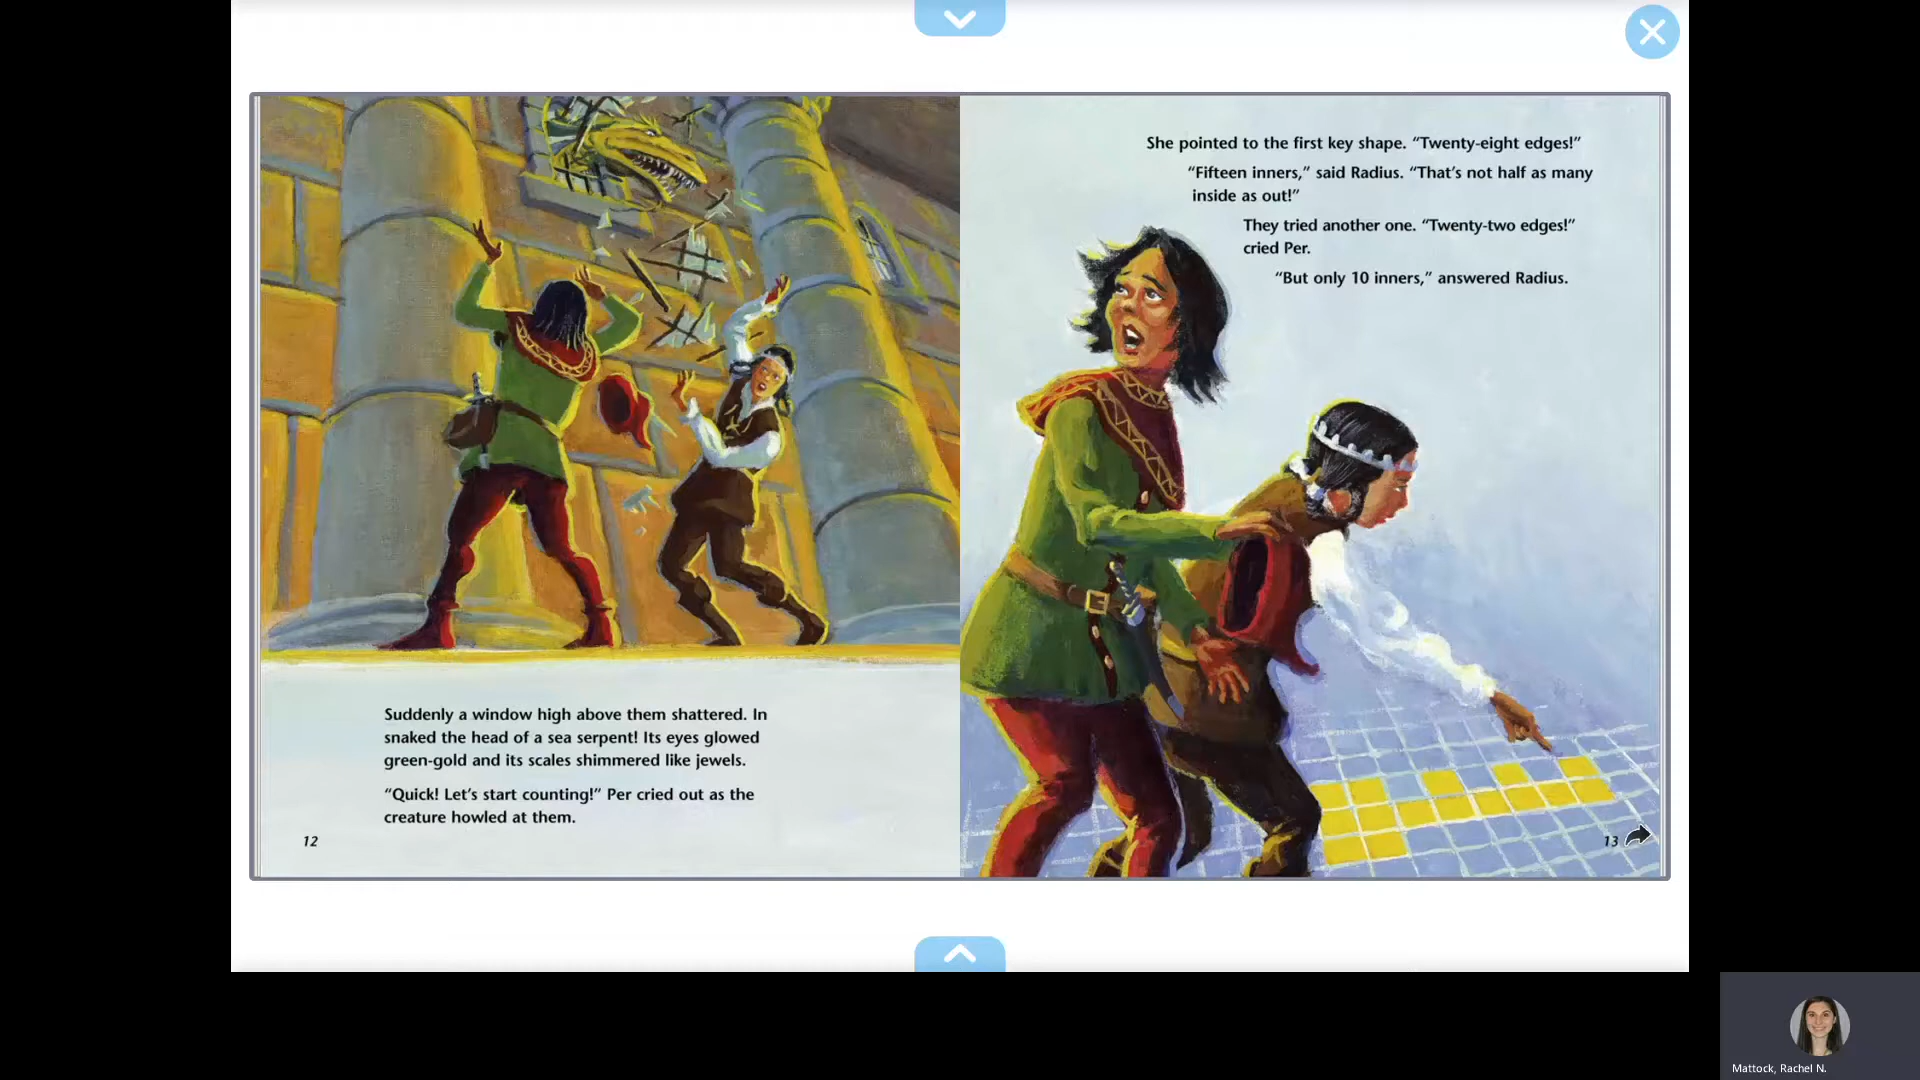 Suddenly a window high above them shattered. In
snaked the head of a sea serpent! Its eyes glowed
green-gold and its scales shimmered like jewels.
“Quick! Let’s start counting!” Per cried out as the
creature howled at them.
12
She pointed to the first key shape. “Twenty-eight edges!”
“Fifteen inners,” said Radius. “That’s not half as many
inside as out!”
They tried another one. “Twenty-two edges!”
cried Per.
“But only 10 inners,” answered Radius.
13
Mattock, Rachel N.